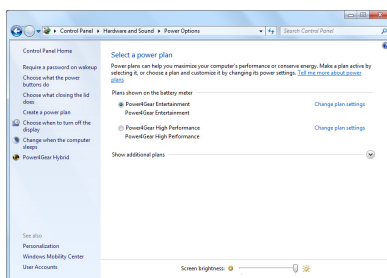 Control Panel ▸ Hardware and Sound ▸ Power Options
Search Control Panel
Control Panel Home
Require a password on wakeup
Choose what the power
buttons do
Choose what closing the lid
does
Create a power plan
Choose when to turn off the
display
Change when the computer
sleeps
Power4Gear Hybrid
See also
Personalization
Windows Mobility Center
User Accounts
Select a power plan
Power plans can help you maximize your computer's performance or conserve energy. Make a plan active by
selecting it, or choose a plan and customize it by changing its power settings. Tell me more about power
plans
Plans shown on the battery meter
Power4Gear Entertainment Change plan settings
Power4Gear Entertainment
Power4Gear High Performance Change plan settings
Power4Gear High Performance
Show additional plans
Screen brightness: